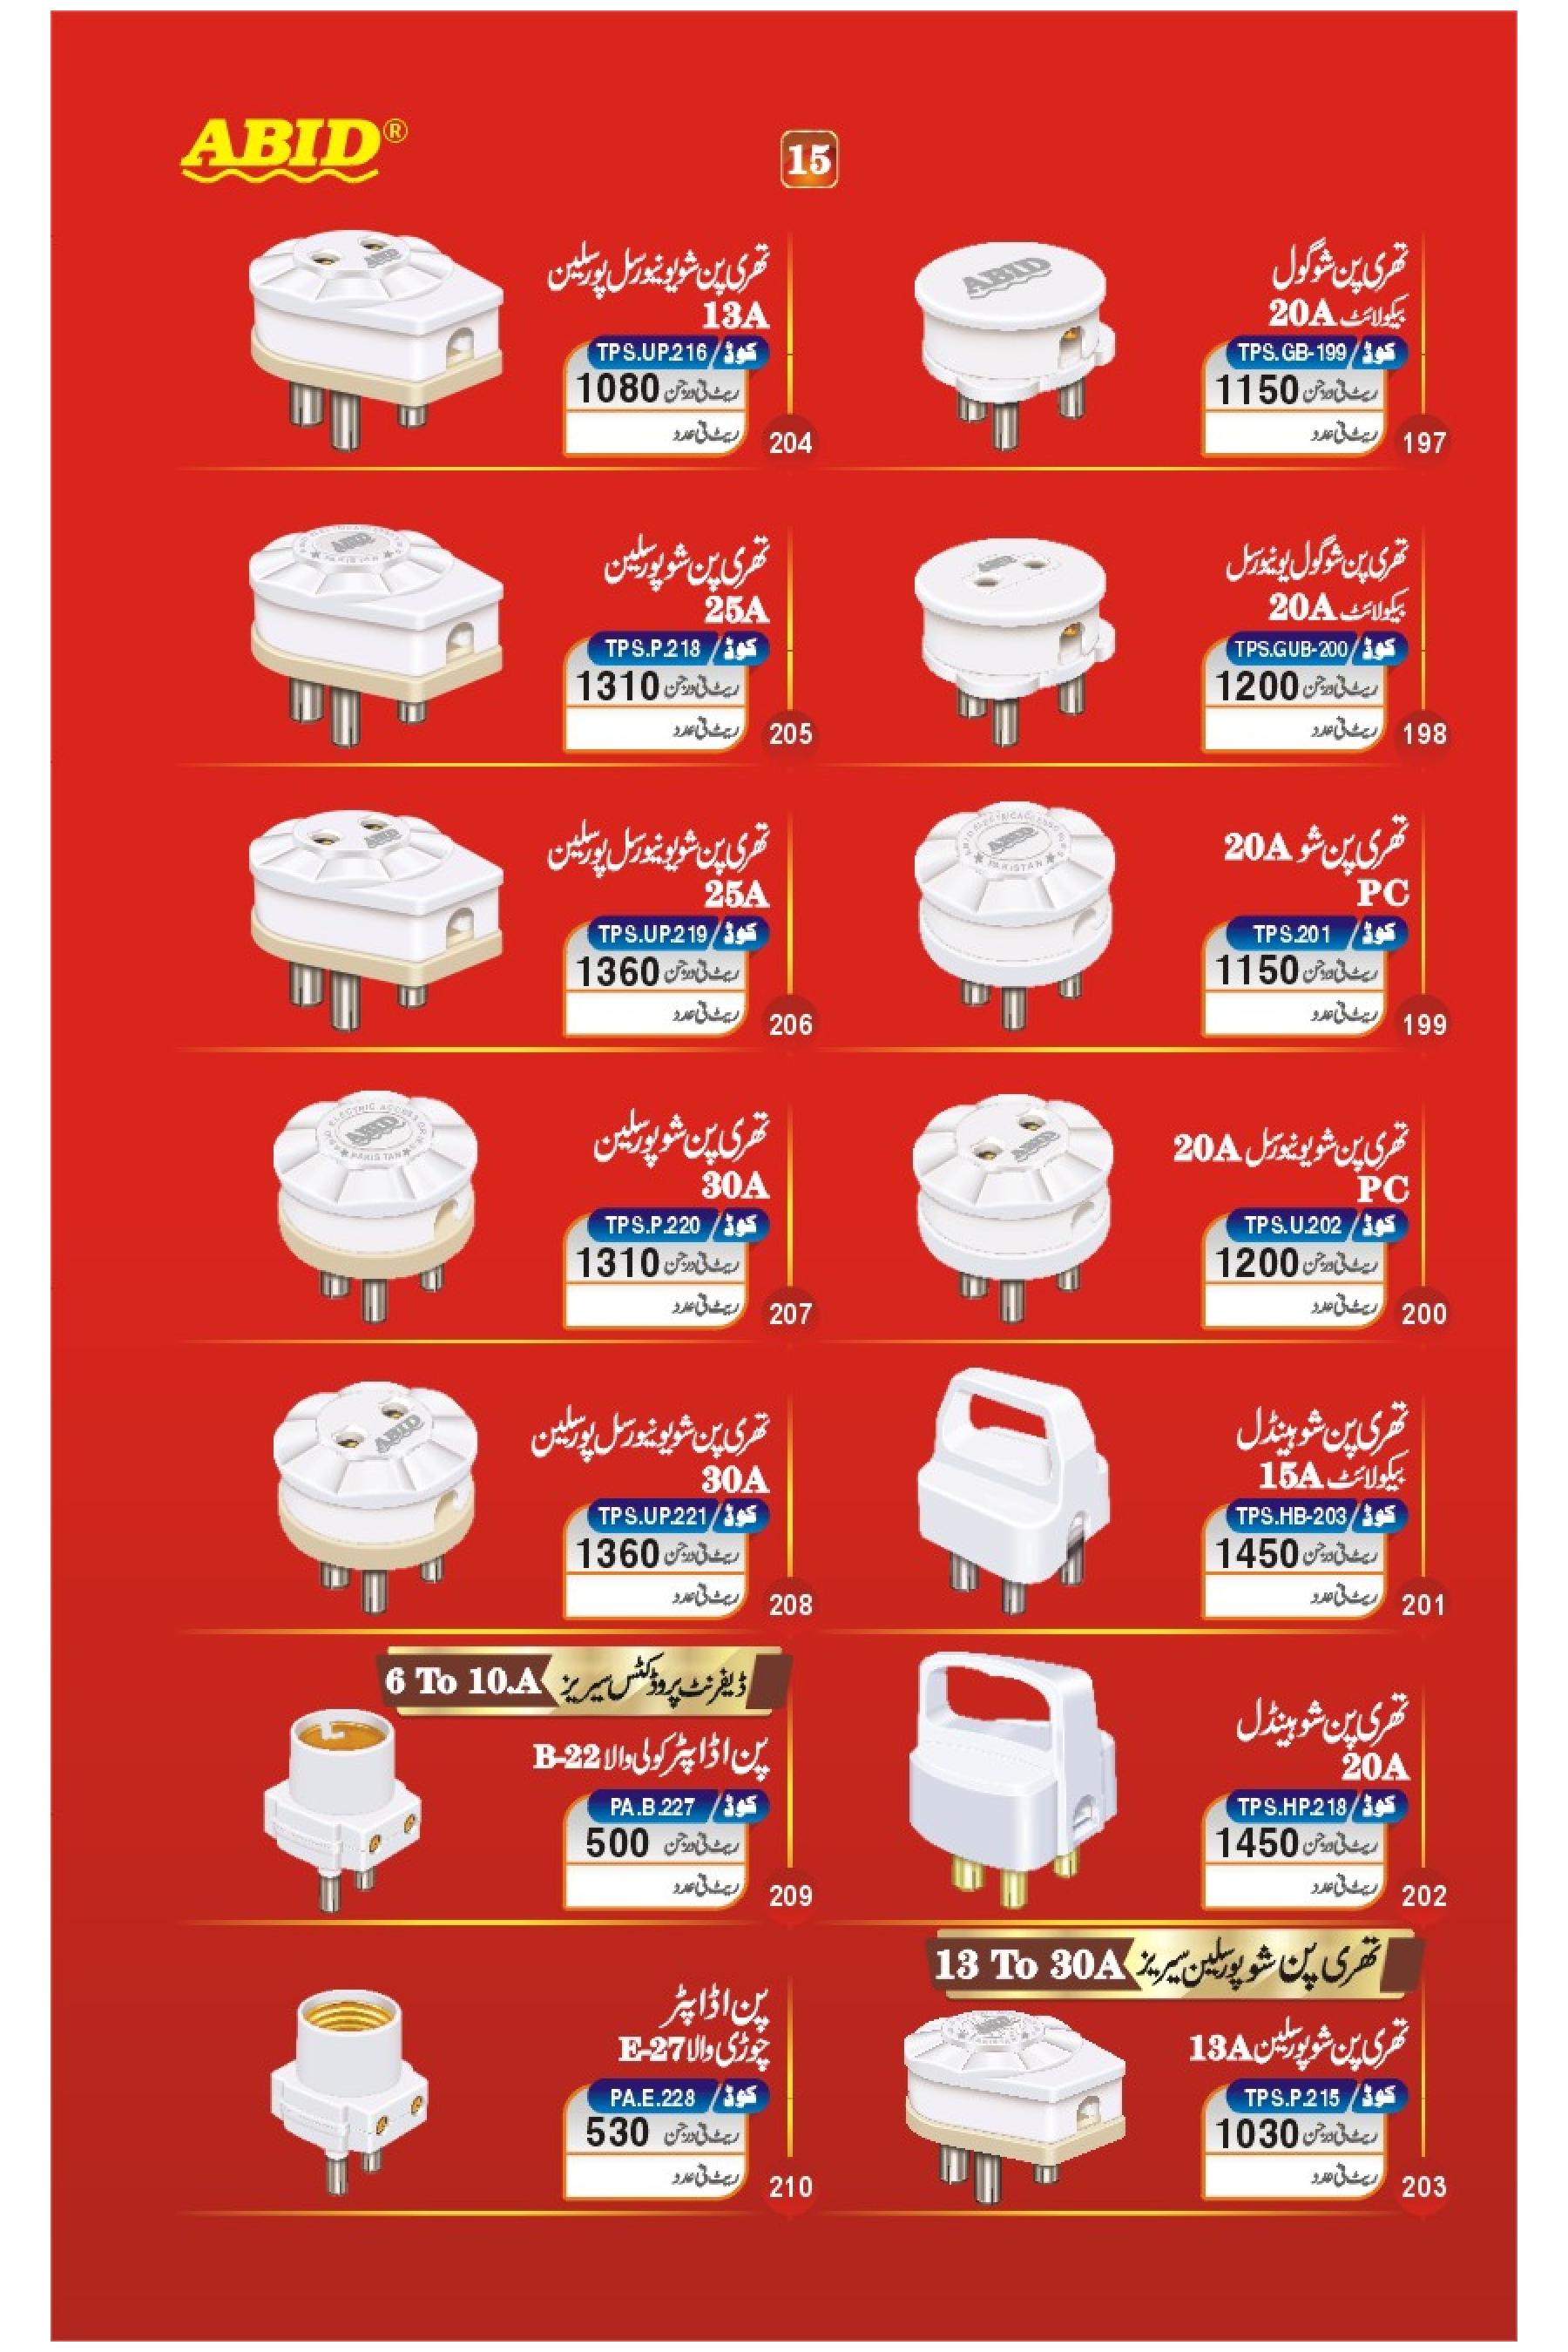 ABID®
15
تھری پن شو گول
بیکولائٹ 20A
کوڈ/ TPS.GB-199
ریٹ فی درجن 1150
ریٹ فی عدد
197
تھری پن شو گول یونیورسل
بیکولائٹ 20A
کوڈ/ TPS.GUB-200
ریٹ فی درجن 1200
ریٹ فی عدد
198
تھری پن شو 20A
PC
کوڈ/ TPS.201
ریٹ فی درجن 1150
ریٹ فی عدد
199
تھری پن شو یونیورسل 20A
PC
کوڈ/ TPS.U.202
ریٹ فی درجن 1200
ریٹ فی عدد
200
تھری پن شو ہینڈل
بیکولائٹ 15A
کوڈ/ TPS.HB-203
ریٹ فی درجن 1450
ریٹ فی عدد
201
تھری پن شو ہینڈل
20A
کوڈ/ TPS.HP.218
ریٹ فی درجن 1450
ریٹ فی عدد
202
تھری پن شو پورسلین سیریز 13 To 30A
تھری پن شو پورسلین 13A
کوڈ/ TPS.P.215
ریٹ فی درجن 1030
ریٹ فی عدد
203
تھری پن شو یونیورسل پورسلین
13A
کوڈ/ TPS.UP.216
ریٹ فی درجن 1080
ریٹ فی عدد
204
تھری پن شو پورسلین
25A
کوڈ/ TPS.P.218
ریٹ فی درجن 1310
ریٹ فی عدد
205
تھری پن شو یونیورسل پورسلین
25A
کوڈ/ TPS.UP.219
ریٹ فی درجن 1360
ریٹ فی عدد
206
تھری پن شو پورسلین
30A
کوڈ/ TPS.P.220
ریٹ فی درجن 1310
ریٹ فی عدد
207
تھری پن شو یونیورسل پورسلین
30A
کوڈ/ TPS.UP.221
ریٹ فی درجن 1360
ریٹ فی عدد
208
ڈیفرنٹ پروڈکٹس سیریز 6 To 10.A
پن اڈاپٹر کولی والا B-22
کوڈ/ PA.B.227
ریٹ فی درجن 500
ریٹ فی عدد
209
پن اڈاپٹر
چوڑی والا E-27
کوڈ/ PA.E.228
ریٹ فی درجن 530
ریٹ فی عدد
210